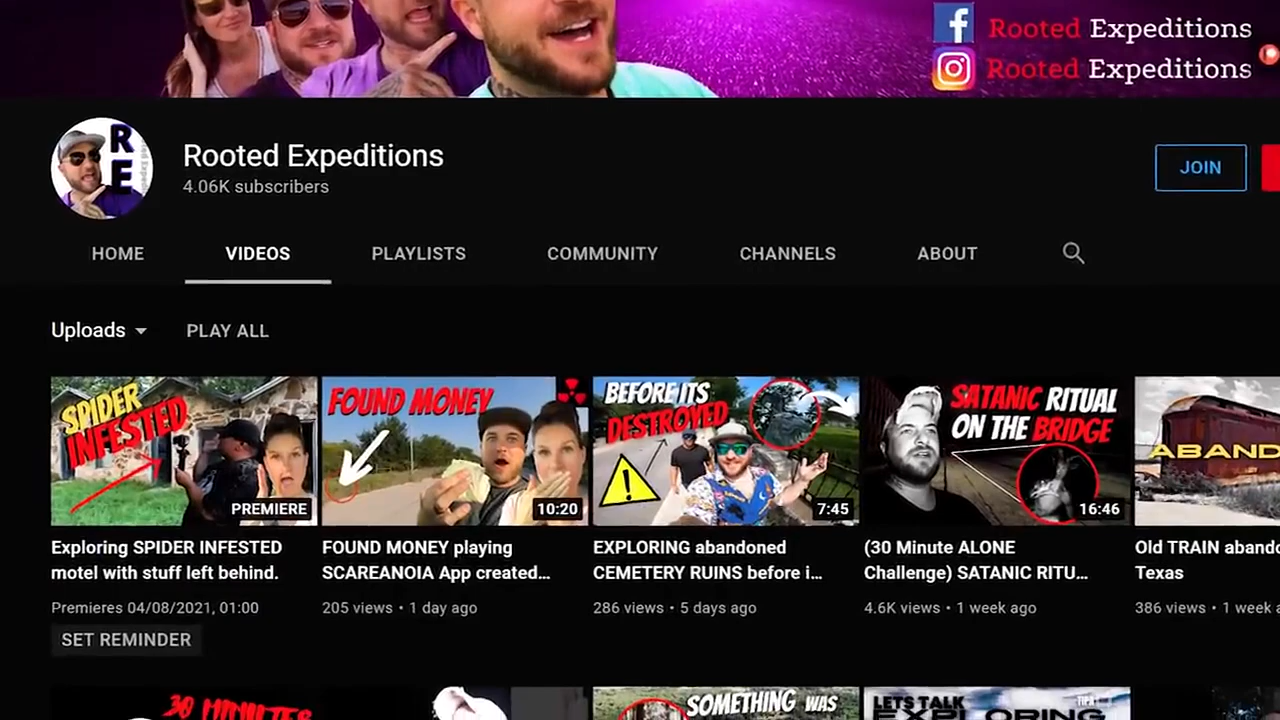 Rooted Expeditions
Rooted Expeditions
R
E
Rooted Expeditions
4.06K subscribers
JOIN
HOME
VIDEOS
PLAYLISTS
COMMUNITY
CHANNELS
ABOUT
Uploads
PLAY ALL
SPIDER
INFESTED
PREMIERE
FOUND MONEY
10:20
BEFORE ITS
DESTROYED
7:45
SATANIC RITUAL
ON THE BRIDGE
16:46
ABAND
Exploring SPIDER INFESTED
motel with stuff left behind.
Premieres 04/08/2021, 01:00
SET REMINDER
FOUND MONEY playing
SCAREANOIA App created...
205 views • 1 day ago
EXPLORING abandoned
CEMETERY RUINS before i...
286 views • 5 days ago
(30 Minute ALONE
Challenge) SATANIC RITU...
4.6K views • 1 week ago
Old TRAIN aband
Texas
386 views • 1 week
30 MINUTES
SOMETHING WAS
LETS TALK
EXPLORING